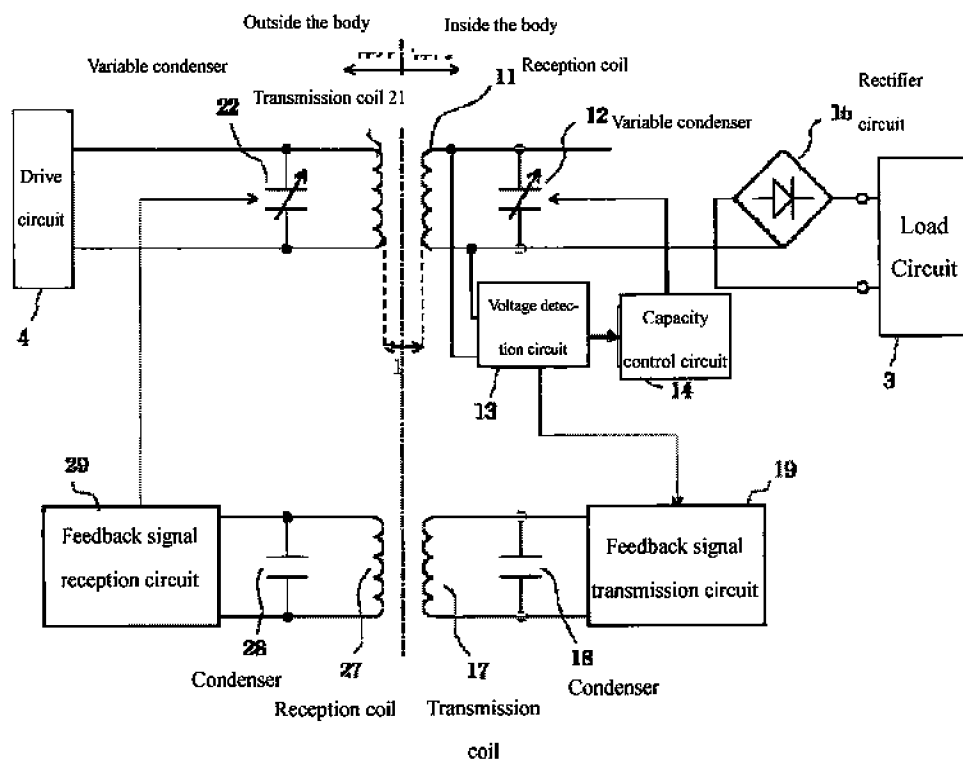 Outside the body
Inside the body
Variable condenser
Transmission coil 21
22
11
Reception coil
12
Variable condenser
Rectifier
circuit
Drive
circuit
4
Load
Circuit
3
Voltage detec-
tion circuit
13
Capacity
control circuit
14
29
Feedback signal
reception circuit
19
Feedback signal
transmission circuit
28
Condenser
27
Reception coil
17
Transmission
coil
18
Condenser